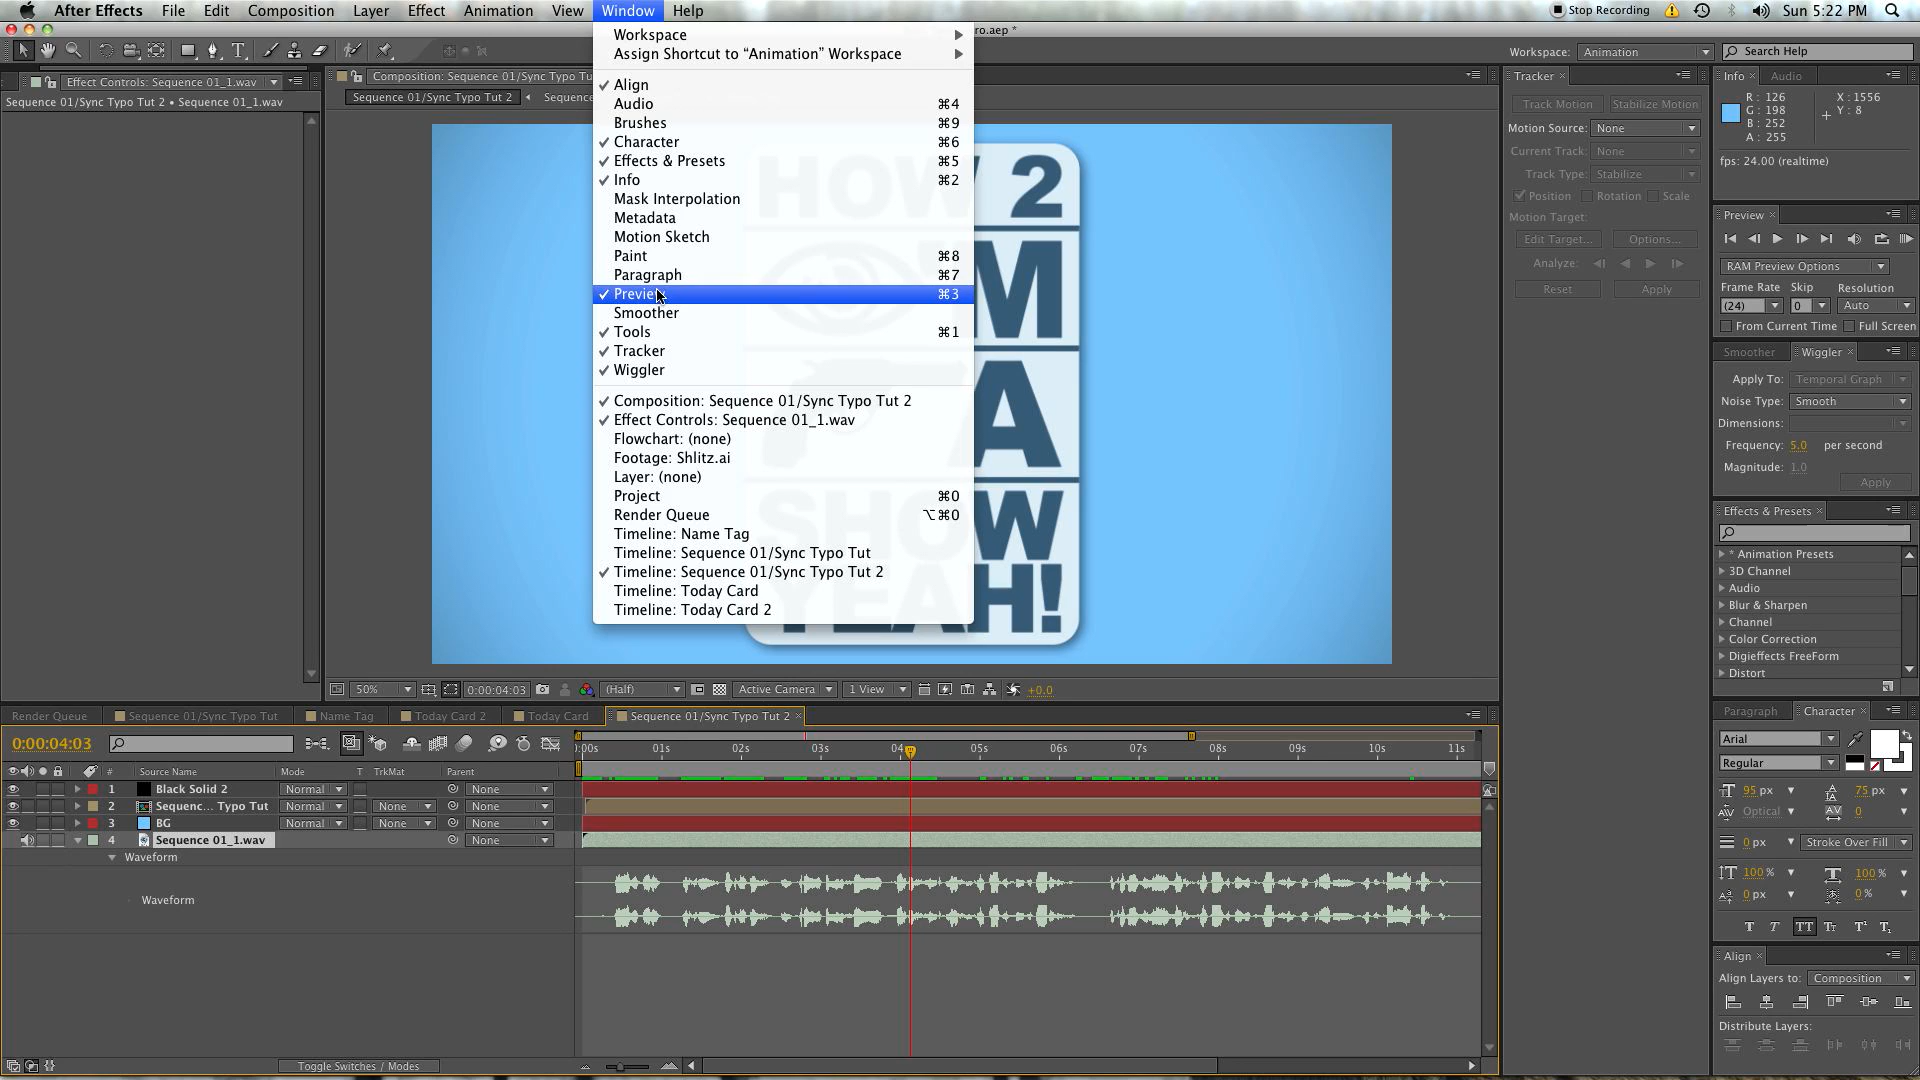 After Effects File Edit Composition Layer Effect Animation View Window Help Stop Recording Sun 5:22 PM
ro.aep *
Workspace: Animation Search Help
Workspace
Assign Shortcut to “Animation” Workspace
Align
Audio ⌘4
Brushes ⌘9
Character ⌘6
Effects & Presets ⌘5
Info ⌘2
Mask Interpolation
Metadata
Motion Sketch
Paint ⌘8
Paragraph ⌘7
Preview ⌘3
Smoother
Tools ⌘1
Tracker
Wiggler
Composition: Sequence 01/Sync Typo Tut 2
Effect Controls: Sequence 01_1.wav
Flowchart: (none)
Footage: Shlitz.ai
Layer: (none)
Project ⌘0
Render Queue ⌥⌘0
Timeline: Name Tag
Timeline: Sequence 01/Sync Typo Tut
Timeline: Sequence 01/Sync Typo Tut 2
Timeline: Today Card
Timeline: Today Card 2
Effect Controls: Sequence 01_1.wav
Sequence 01/Sync Typo Tut 2 • Sequence 01_1.wav
Composition: Sequence 01/Sync Typo Tu
Sequence 01/Sync Typo Tut 2 Sequenc
HOW 2
M
A
SHOW
YEAH!
50% 0:00:04:03 (Half) Active Camera 1 View +0.0
Tracker
Track Motion Stabilize Motion
Motion Source: None
Current Track: None
Track Type: Stabilize
Position Rotation Scale
Motion Target:
Edit Target... Options...
Analyze:
Reset Apply
Info Audio
R: 126 X: 1556
G: 198 Y: 8
B: 252
A: 255
fps: 24.00 (realtime)
Preview
RAM Preview Options
Frame Rate Skip Resolution
(24) 0 Auto
From Current Time Full Screen
Smoother Wiggler
Apply To: Temporal Graph
Noise Type: Smooth
Dimensions:
Frequency: 5.0 per second
Magnitude: 1.0
Apply
Effects & Presets
* Animation Presets
3D Channel
Audio
Blur & Sharpen
Channel
Color Correction
Digieffects FreeForm
Distort
Paragraph Character
Arial
Regular
95 px 75 px
Optical 0
0 px Stroke Over Fill
100 % 100 %
0 px 0 %
T T TT Tr T¹ T₁
Align
Align Layers to: Composition
Distribute Layers:
Render Queue Sequence 01/Sync Typo Tut Name Tag Today Card 2 Today Card Sequence 01/Sync Typo Tut 2
0:00:04:03
):00s 01s 02s 03s 04 05s 06s 07s 08s 09s 10s 11s
# Source Name Mode T TrkMat Parent
1 Black Solid 2 Normal None
2 Sequenc... Typo Tut Normal None None
3 BG Normal None None
4 Sequence 01_1.wav None
Waveform
Waveform
Toggle Switches / Modes